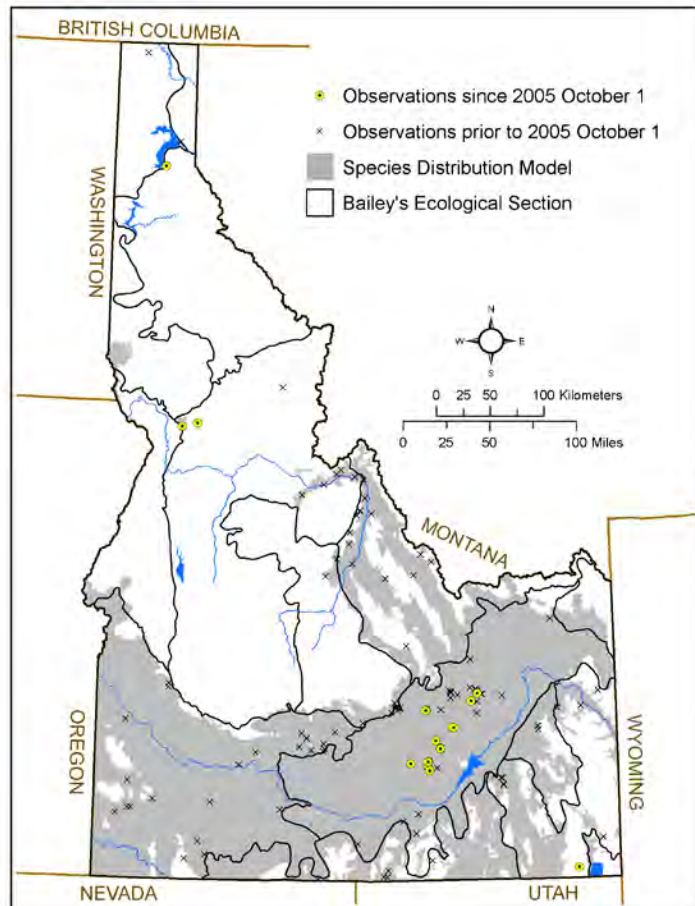 BRITISH COLUMBIA
Observations since 2005 October 1
Observations prior to 2005 October 1
Species Distribution Model
Bailey's Ecological Section
WASHINGTON
N
W E
S
100 Kilometers
0 25 50
0 25 50 100 Miles
MONTANA
OREGON
WYOMING
NEVADA UTAH